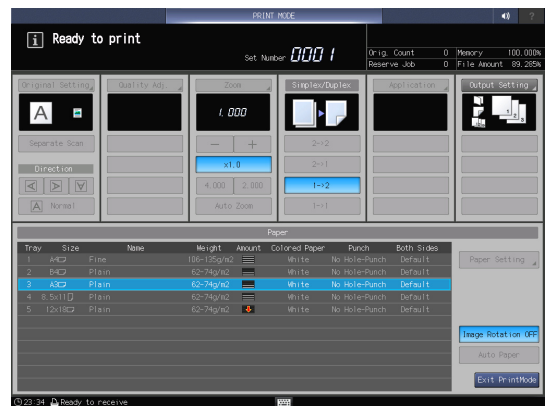 PRINT MODE
?
i Ready to print
Set Number 0001
Orig. Count 0 Memory 100.000%
Reserve Job 0 File Amount 89.285%
Original Setting Quality Adj. Zoom Simplex/Duplex Application Output Setting
A 1.000 1 2 3
Separate Scan − + 2->2
Direction ×1.0 2->1
A A A 4.000 2.000 1->2
A Normal Auto Zoom 1->1
Paper
Tray Size Name Weight Amount Colored Paper Punch Both Sides
1 A4 Fine 106-135g/m2 White No Hole-Punch Default
Paper Setting
2 B4 Plain 62-74g/m2 White No Hole-Punch Default
3 A3 Plain 62-74g/m2 White No Hole-Punch Default
4 8.5x11 Plain 62-74g/m2 White No Hole-Punch Default
5 12x18 Plain 62-74g/m2 White No Hole-Punch Default
Image Rotation OFF
Auto Paper
Exit PrintMode
23:34 Ready to receive